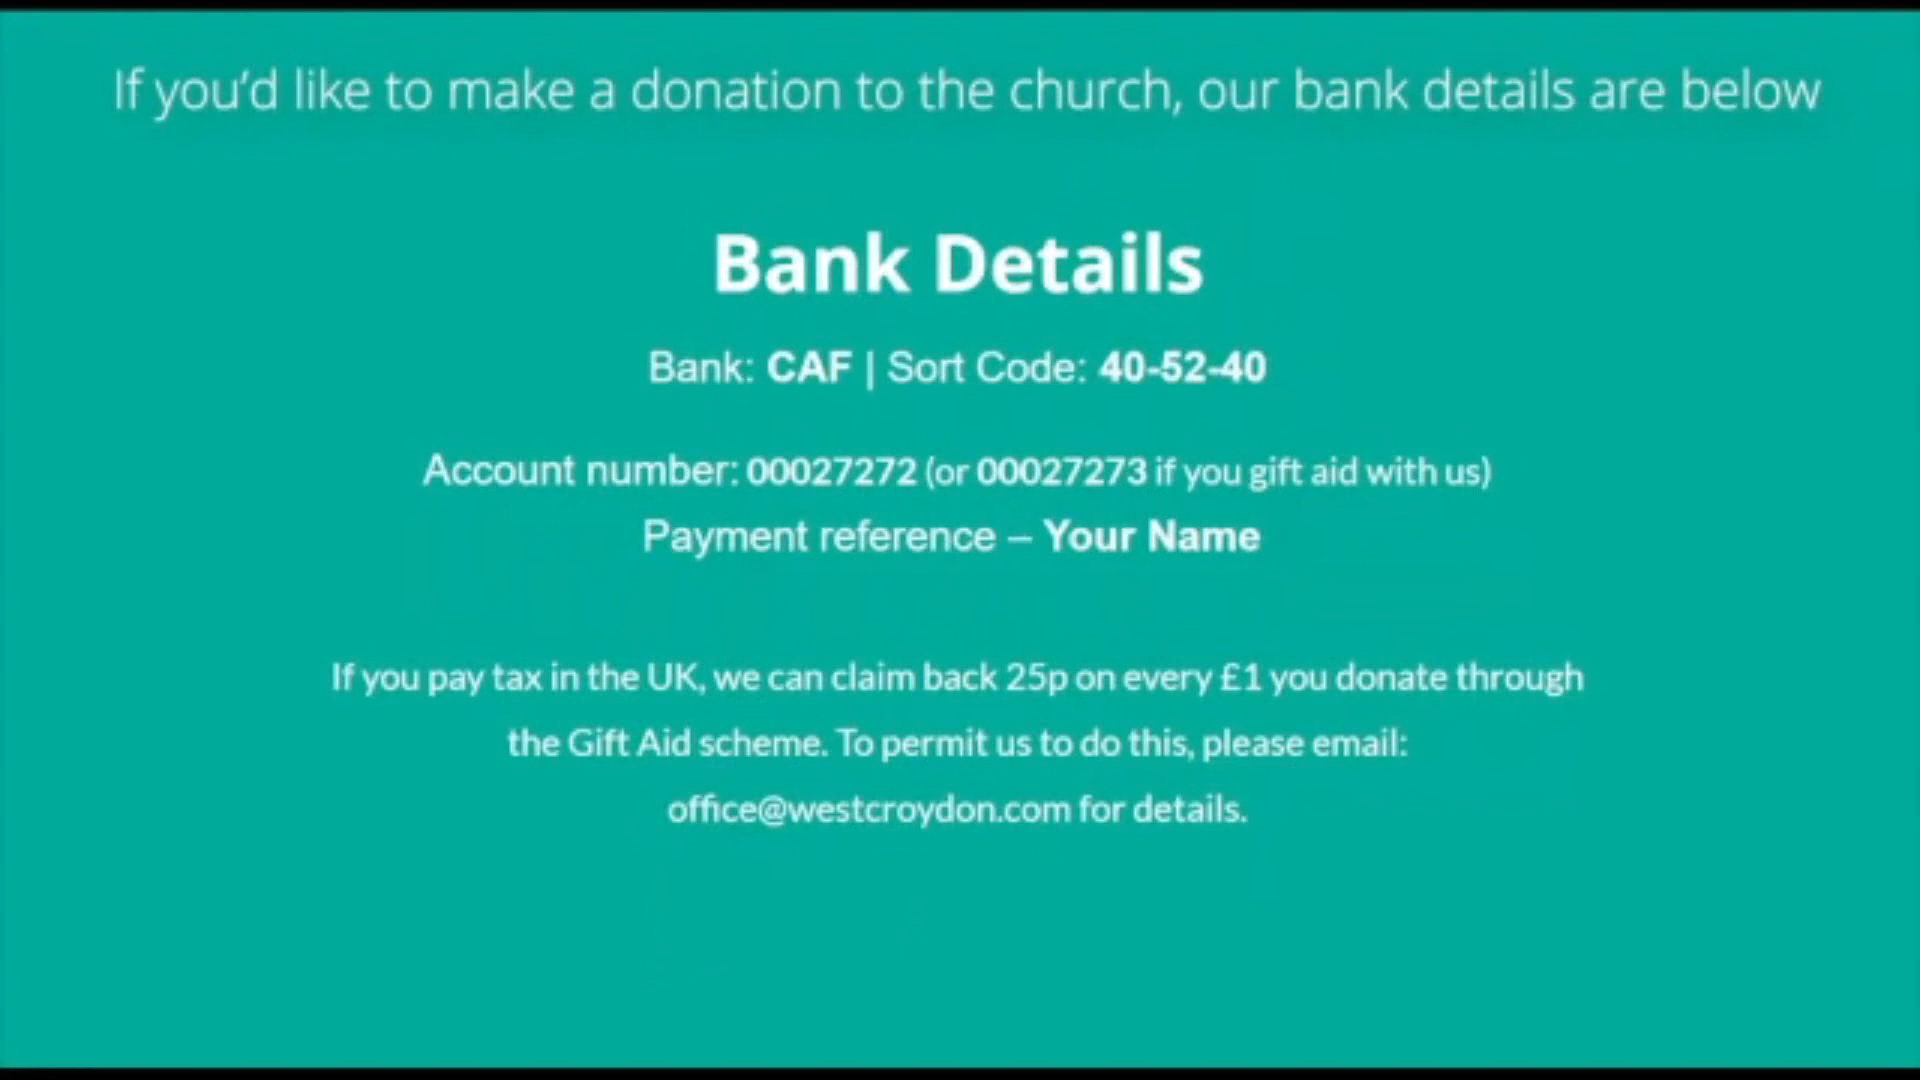 If you’d like to make a donation to the church, our bank details are below
Bank Details
Bank: CAF | Sort Code: 40-52-40
Account number: 00027272 (or 00027273 if you gift aid with us)
Payment reference – Your Name
If you pay tax in the UK, we can claim back 25p on every £1 you donate through
the Gift Aid scheme. To permit us to do this, please email:
office@westcroydon.com for details.